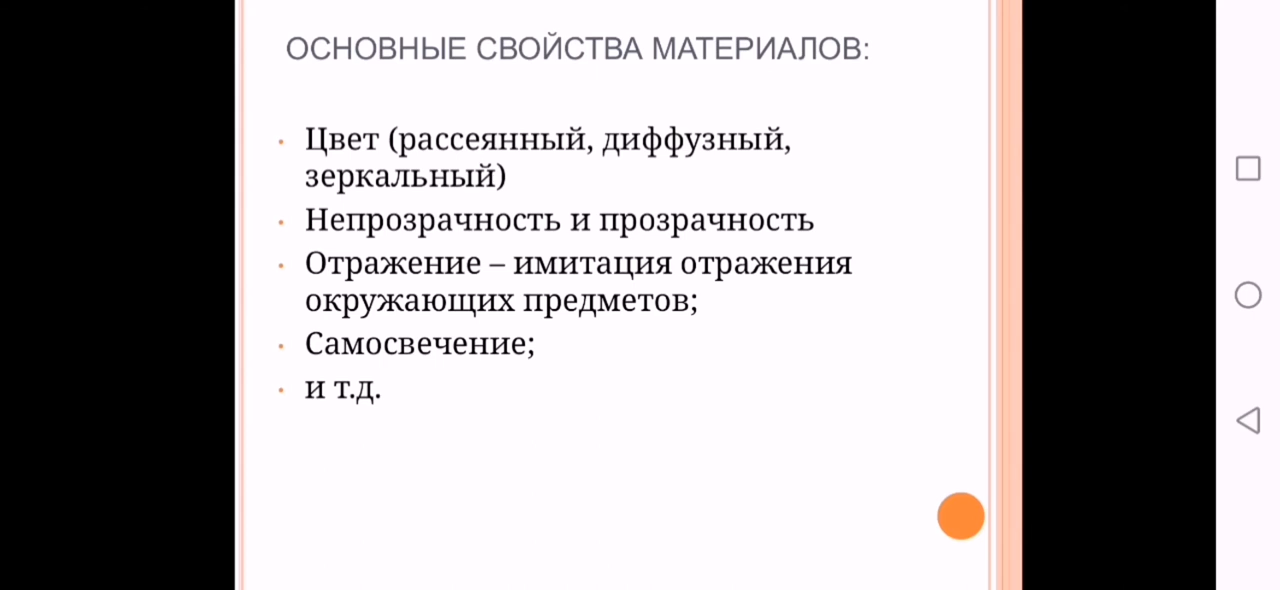 ОСНОВНЫЕ СВОЙСТВА МАТЕРИАЛОВ:
• Цвет (рассеянный, диффузный,
зеркальный)
• Непрозрачность и прозрачность
• Отражение – имитация отражения
окружающих предметов;
• Самосвечение;
• и т.д.